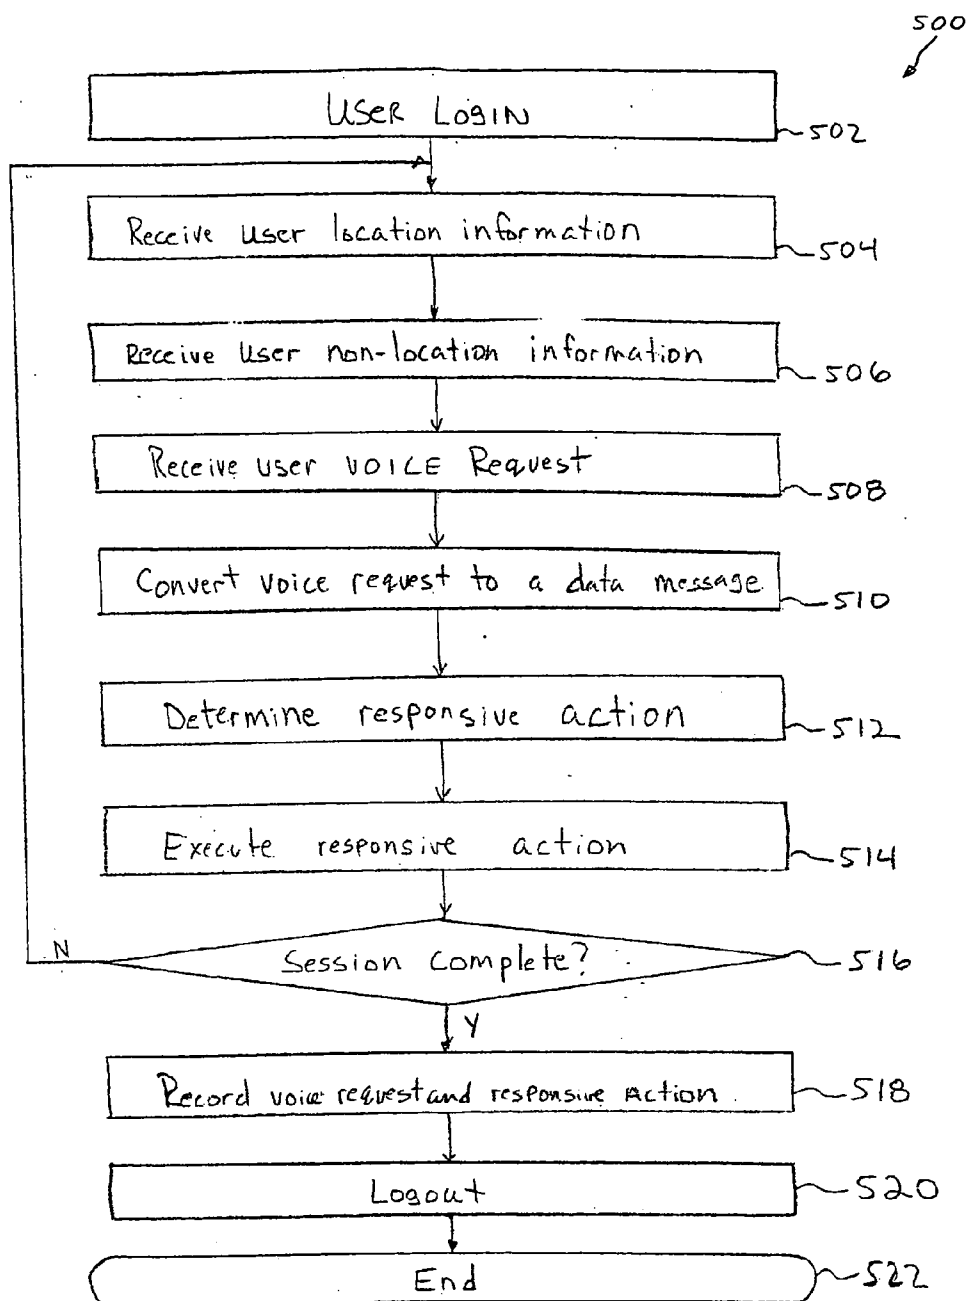 500
USER LOGIN
502
Receive user location information
504
Receive User non-location information
506
Receive user VOICE Request
508
Convert voice request to a data message
510
Determine responsive action
512
Execute responsive action
514
N
Session complete?
516
Y
Record voice request and responsive Action
518
Logout
520
End
522